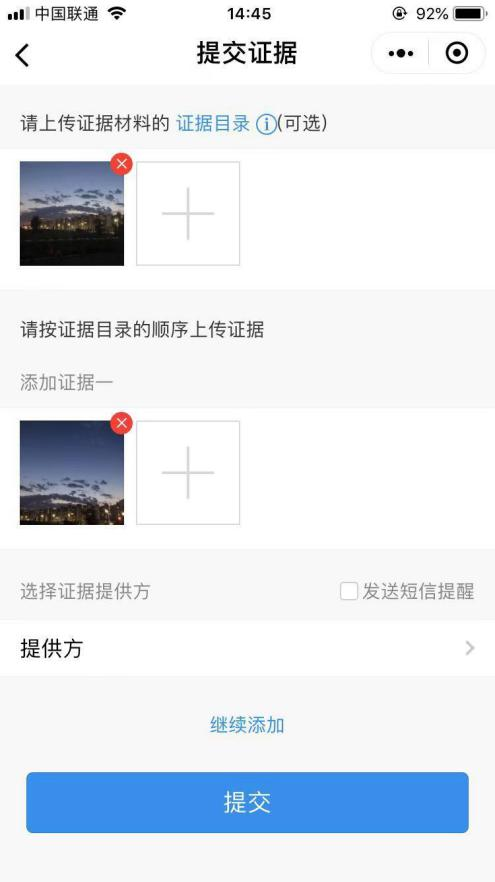 中国联通 14:45 92%
提交证据
请上传证据材料的 证据目录 (可选)
请按证据目录的顺序上传证据
添加证据一
选择证据提供方 发送短信提醒
提供方
继续添加
提交